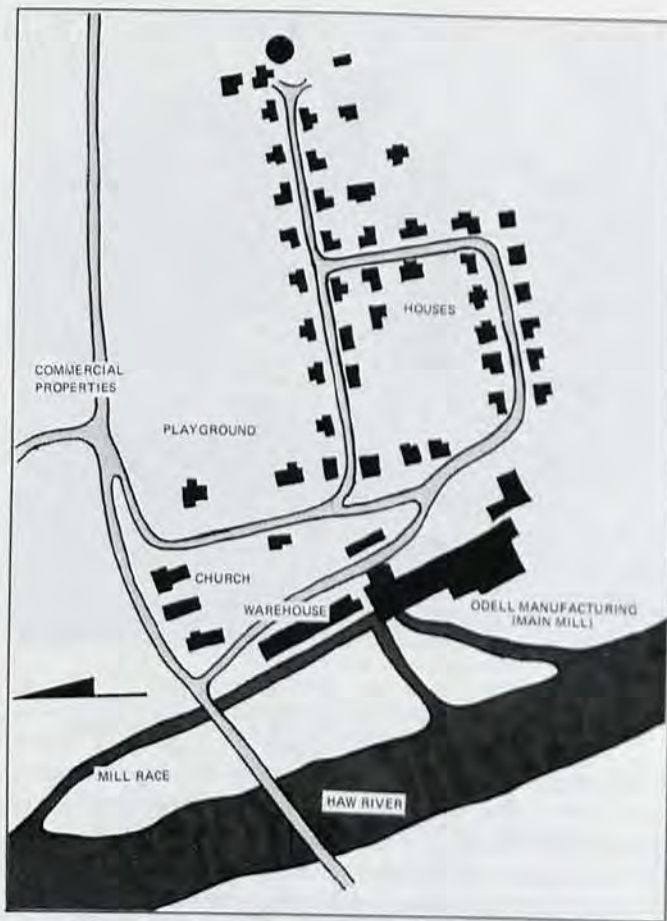 HOUSES
COMMERCIAL
PROPERTIES
PLAYGROUND
CHURCH
WAREHOUSE
ODELL MANUFACTURING
(MAIN MILL)
MILL RACE
HAW RIVER